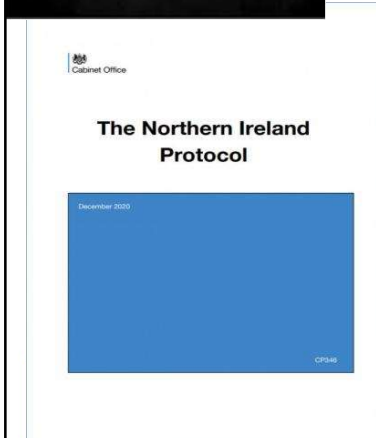 Cabinet Office
The Northern Ireland
Protocol
December 2020
CP346